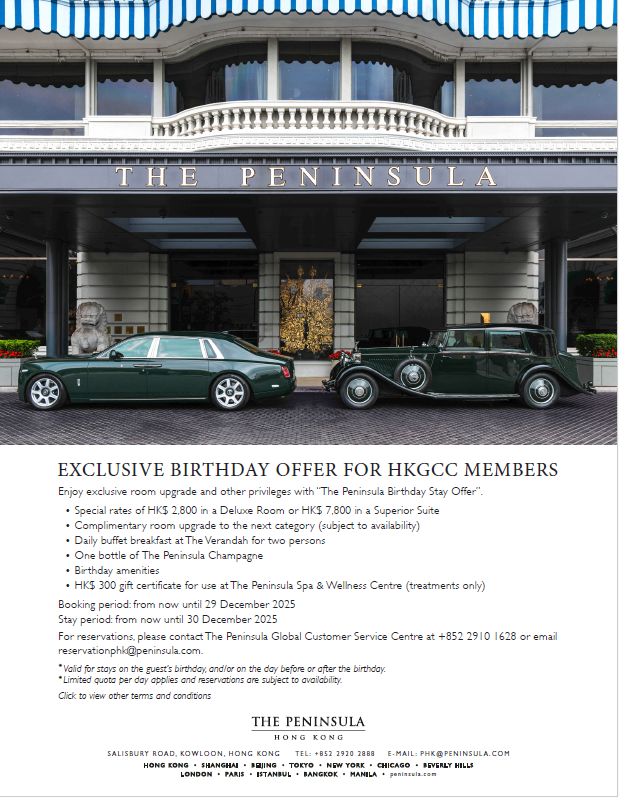 THE PENINSULA
EXCLUSIVE BIRTHDAY OFFER FOR HKGCC MEMBERS
Enjoy exclusive room upgrade and other privileges with “The Peninsula Birthday Stay Offer”.
• Special rates of HK$ 2,800 in a Deluxe Room or HK$ 7,800 in a Superior Suite
• Complimentary room upgrade to the next category (subject to availability)
• Daily buffet breakfast at The Verandah for two persons
• One bottle of The Peninsula Champagne
• Birthday amenities
• HK$ 300 gift certificate for use at The Peninsula Spa & Wellness Centre (treatments only)
Booking period: from now until 29 December 2025
Stay period: from now until 30 December 2025
For reservations, please contact The Peninsula Global Customer Service Centre at +852 2910 1628 or email
reservationphk@peninsula.com.
*Valid for stays on the guest’s birthday, and/or on the day before or after the birthday.
*Limited quota per day applies and reservations are subject to availability.
Click to view other terms and conditions
THE PENINSULA
HONG KONG
SALISBURY ROAD, KOWLOON, HONG KONG TEL: +852 2920 2888 E-MAIL: PHK@PENINSULA.COM
HONG KONG • SHANGHAI • BEIJING • TOKYO • NEW YORK • CHICAGO • BEVERLY HILLS
LONDON • PARIS • ISTANBUL • BANGKOK • MANILA • peninsula.com